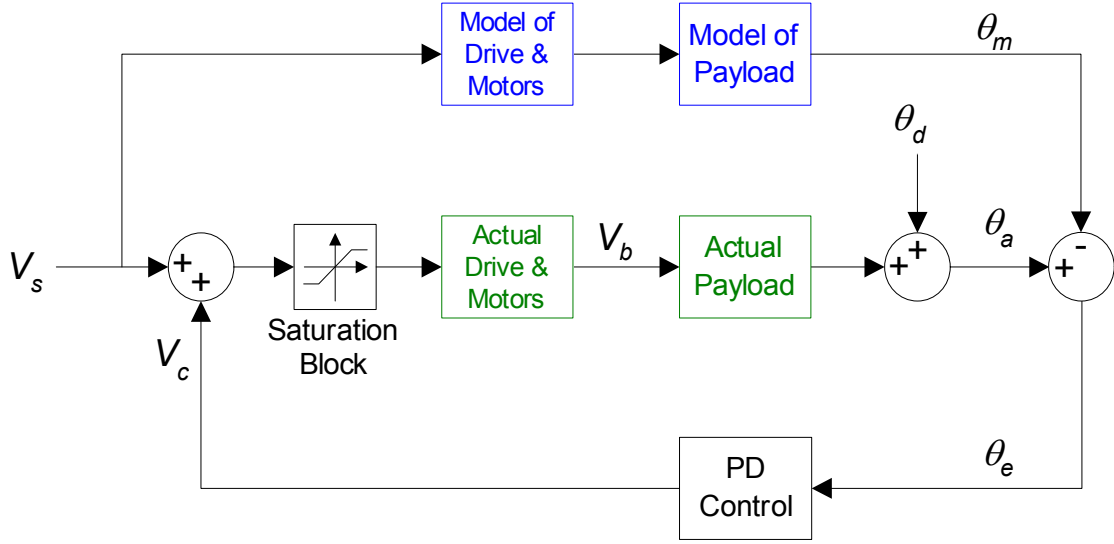 Model of
Drive &
Motors
Model of
Payload
θm
θd
Vs
+
+
Saturation
Block
Actual
Drive &
Motors
Vb
Actual
Payload
+
+
θa
-
+
Vc
PD
Control
θe